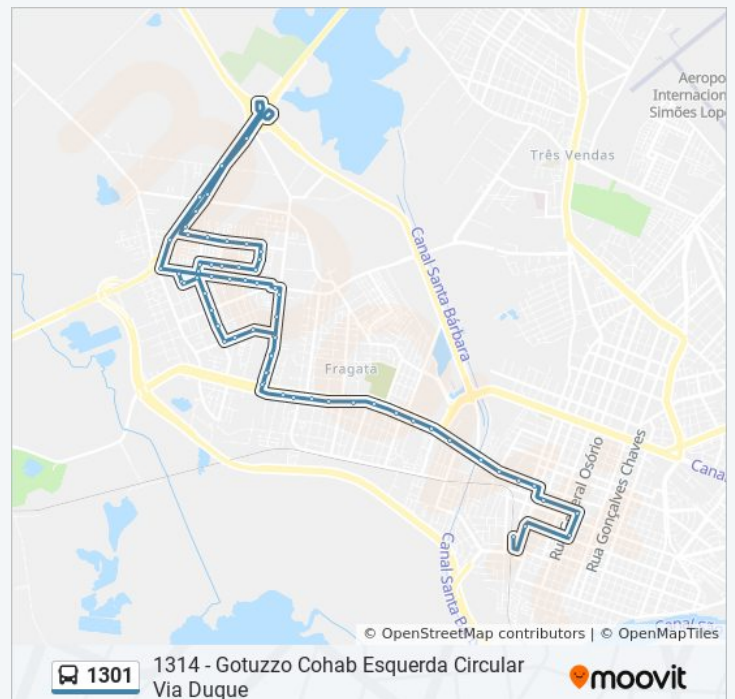 Aeropo
Internacion
Simões Lop
Três Vendas
Canal Santa Bárbara
Fragata
Rua General Osório
Rua Gonçalves Chaves
Cana
Canal Santa B
© OpenStreetMap contributors | © OpenMapTiles
1301
1314 - Gotuzzo Cohab Esquerda Circular
Via Duque
moovit